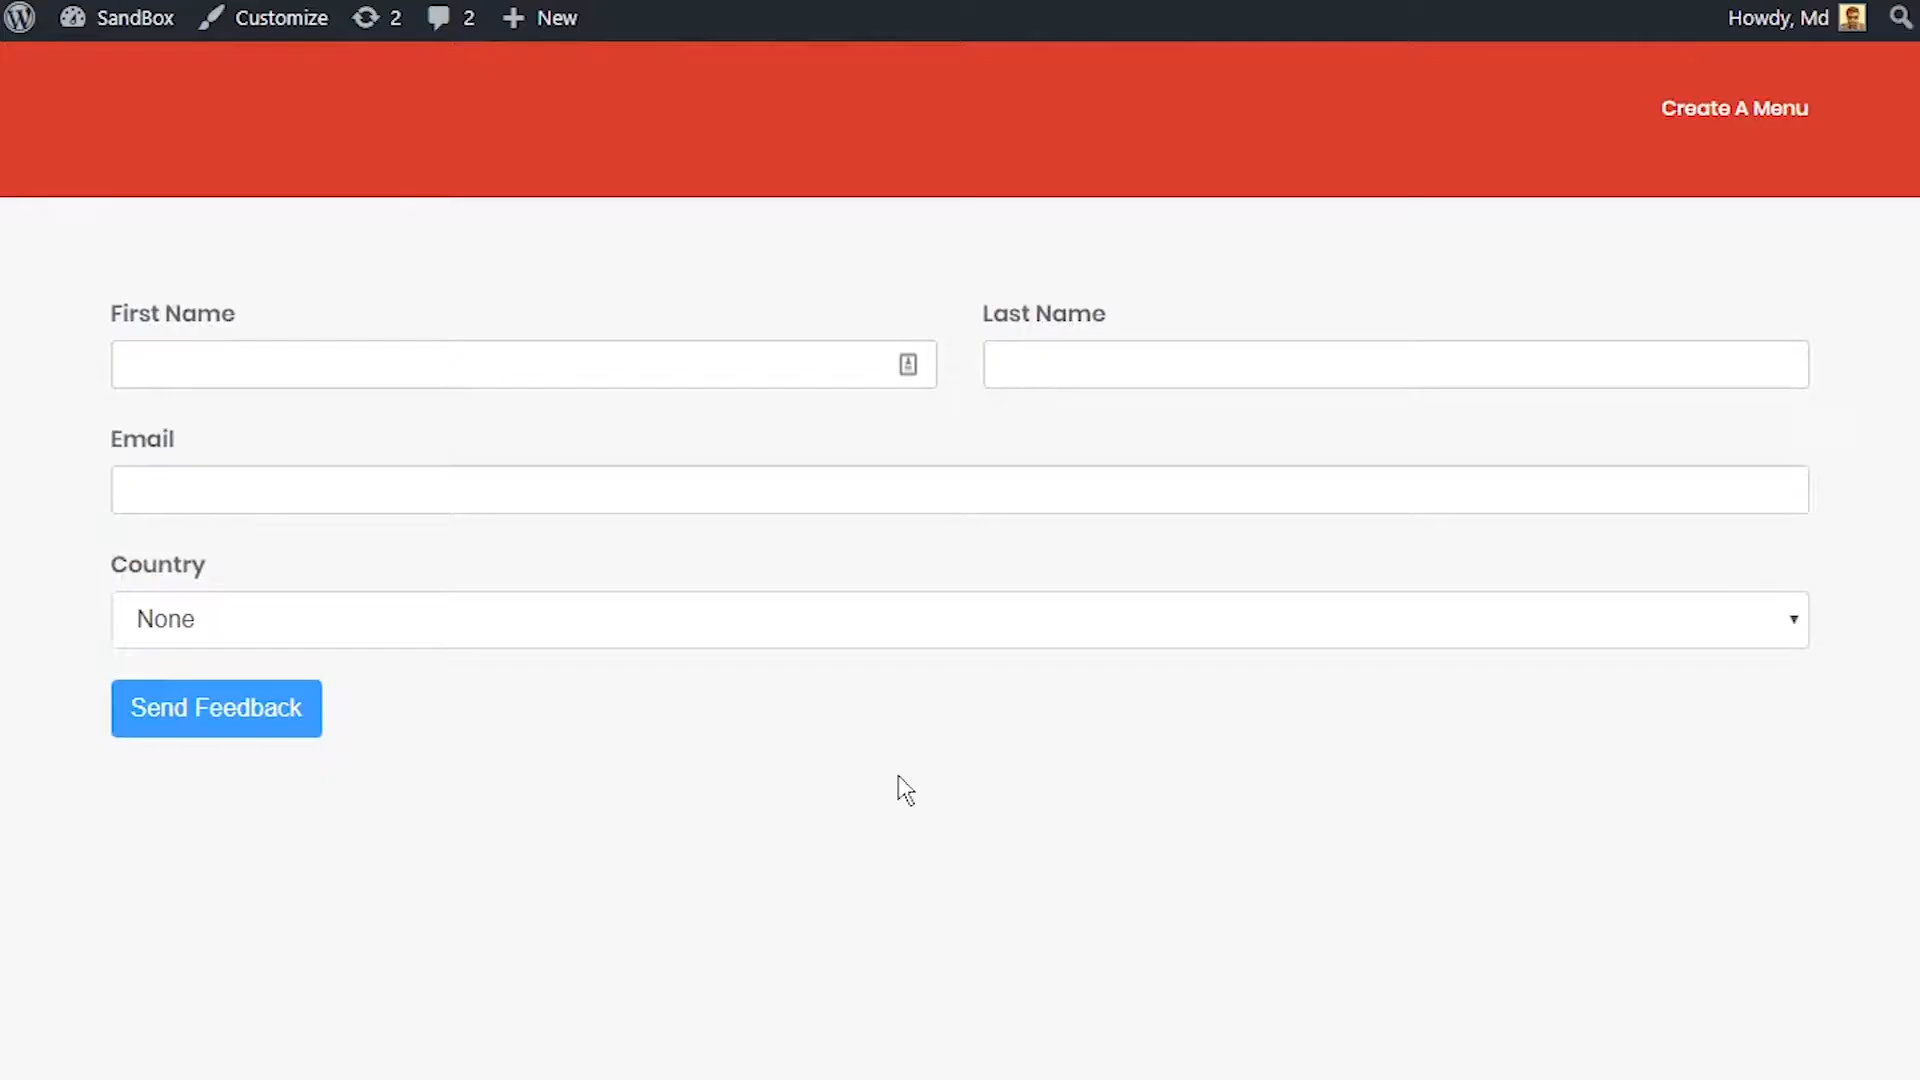 SandBox Customize 2 2 New Howdy, Md
Create A Menu
First Name Last Name
Email
Country
None
Send Feedback